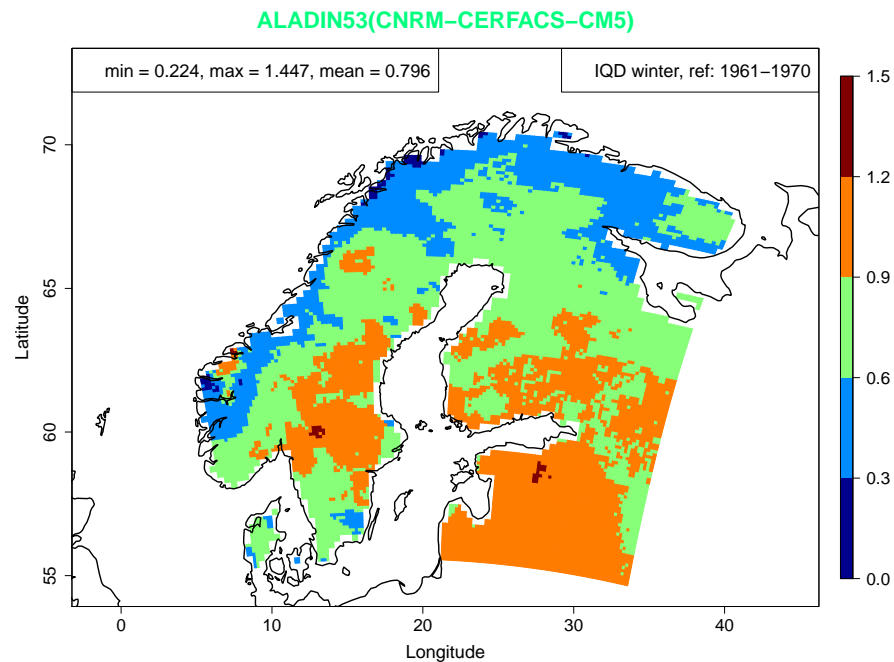 ALADIN53(CNRM−CERFACS−CM5)
min = 0.224, max = 1.447, mean = 0.796
IQD winter, ref: 1961−1970
1.5
1.2
0.9
0.6
0.3
0.0
70
65
60
55
Latitude
0 10 20 30 40
Longitude